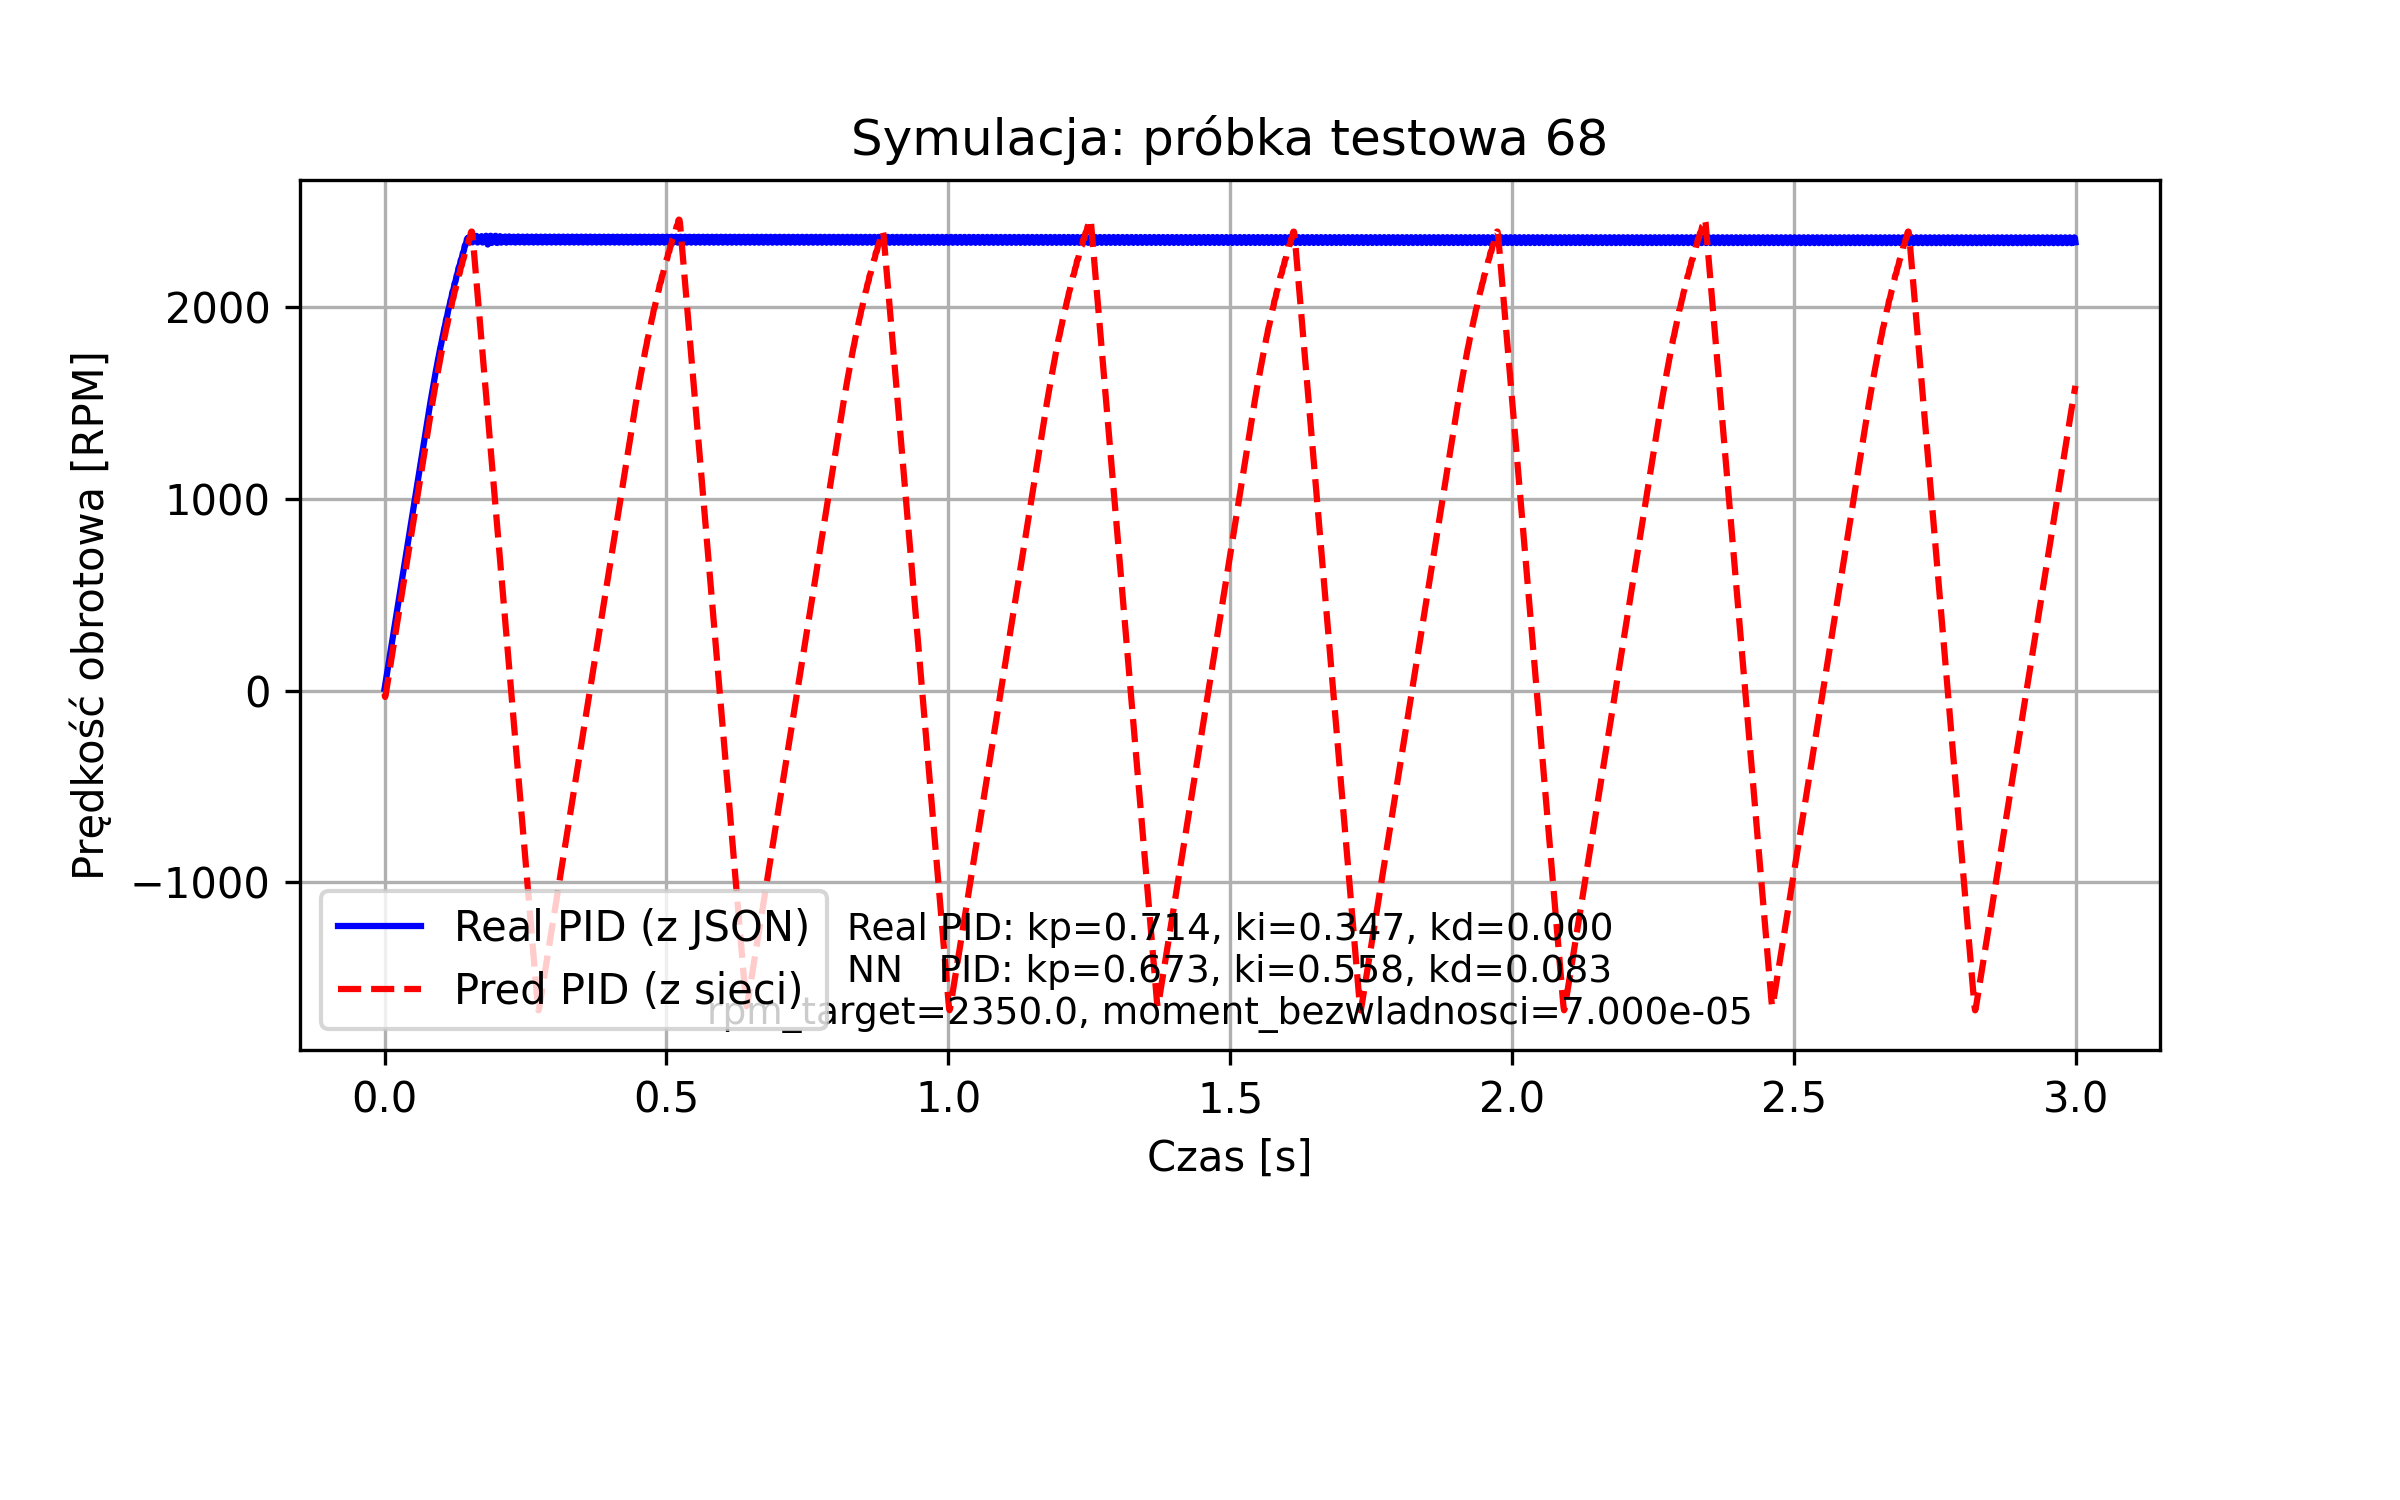 Symulacja: próbka testowa 68
Prędkość obrotowa [RPM]
2000
1000
0
−1000
Real PID (z JSON)
Pred PID (z sieci)
Real PID: kp=0.714, ki=0.347, kd=0.000
NN   PID: kp=0.673, ki=0.558, kd=0.083
rpm_target=2350.0, moment_bezwladnosci=7.000e-05
0.0 0.5 1.0 1.5 2.0 2.5 3.0
Czas [s]